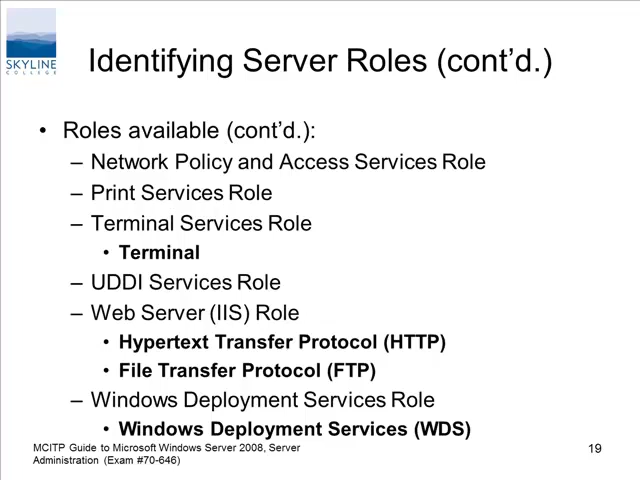 SKYLINE
COLLEGE
Identifying Server Roles (cont’d.)
• Roles available (cont’d.):
– Network Policy and Access Services Role
– Print Services Role
– Terminal Services Role
• Terminal
– UDDI Services Role
– Web Server (IIS) Role
• Hypertext Transfer Protocol (HTTP)
• File Transfer Protocol (FTP)
– Windows Deployment Services Role
• Windows Deployment Services (WDS)
MCITP Guide to Microsoft Windows Server 2008, Server
Administration (Exam #70-646)
19